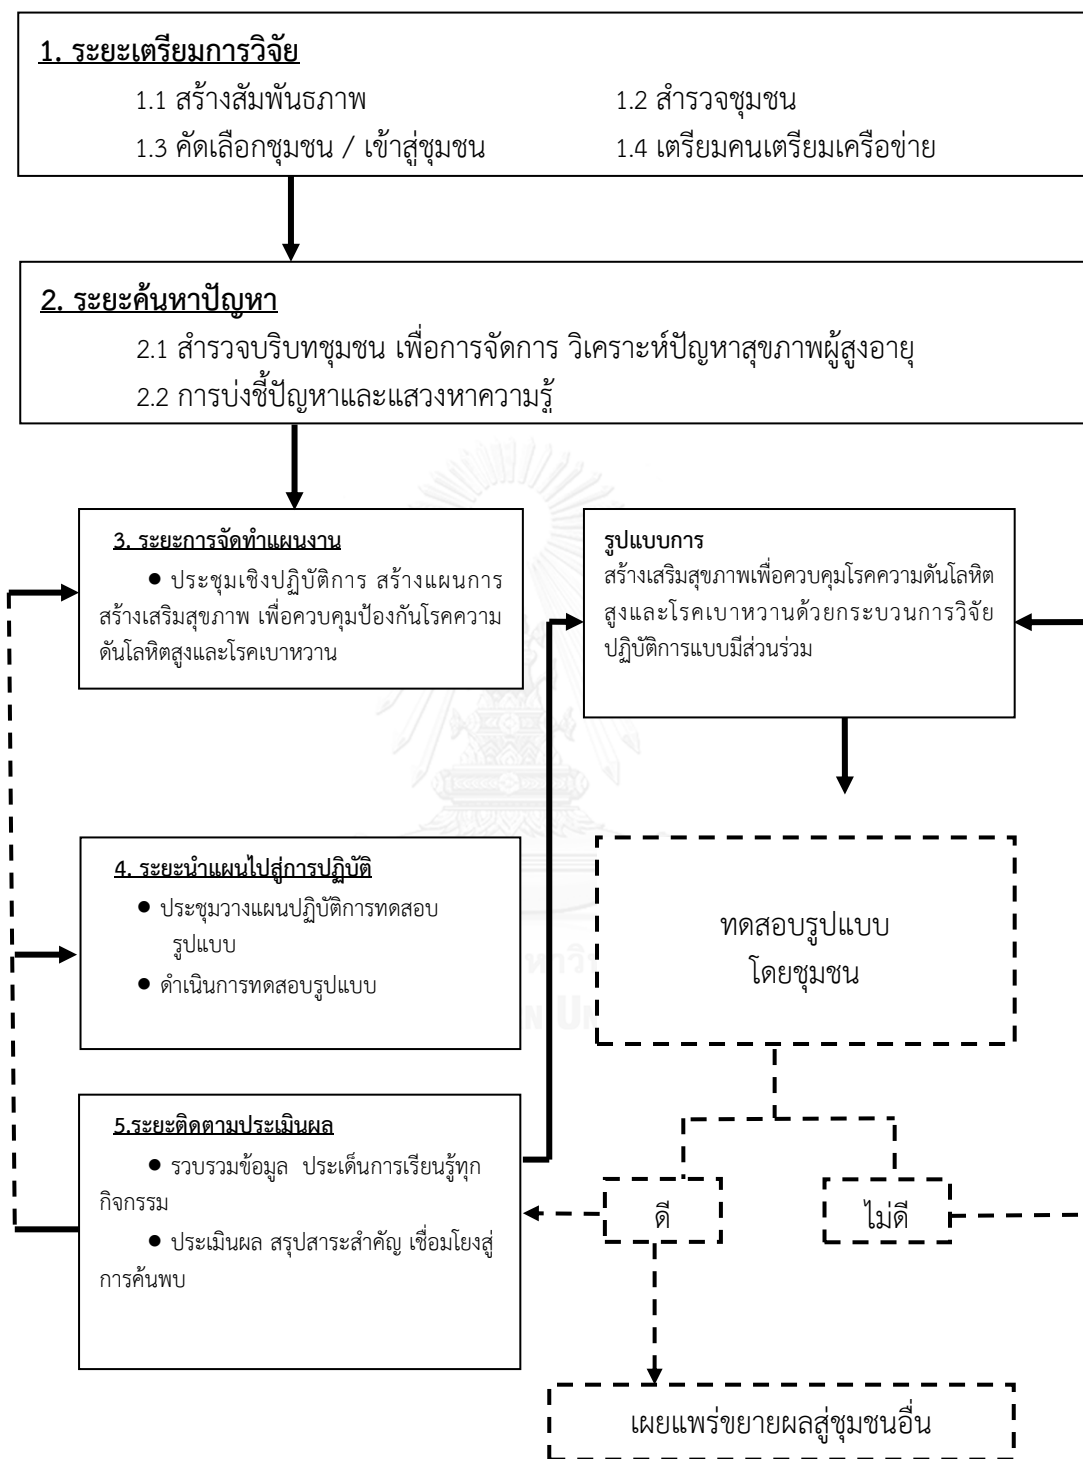 1. ระยะเตรียมการวิจัย
1.1 สร้างสัมพันธภาพ 1.2 สำรวจชุมชน
1.3 คัดเลือกชุมชน / เข้าสู่ชุมชน 1.4 เตรียมคนเตรียมเครือข่าย
2. ระยะค้นหาปัญหา
2.1 สำรวจบริบทชุมชน เพื่อการจัดการ วิเคราะห์ปัญหาสุขภาพผู้สูงอายุ
2.2 การบ่งชี้ปัญหาและแสวงหาความรู้
3. ระยะการจัดทำแผนงาน
● ประชุมเชิงปฏิบัติการ สร้างแผนการ
สร้างเสริมสุขภาพ เพื่อควบคุมป้องกันโรคความ
ดันโลหิตสูงและโรคเบาหวาน
รูปแบบการ
สร้างเสริมสุขภาพเพื่อควบคุมโรคความดันโลหิต
สูงและโรคเบาหวานด้วยกระบวนการวิจัย
ปฏิบัติการแบบมีส่วนร่วม
4. ระยะนำแผนไปสู่การปฏิบัติ
● ประชุมวางแผนปฏิบัติการทดสอบ
รูปแบบ
● ดำเนินการทดสอบรูปแบบ
ทดสอบรูปแบบ
โดยชุมชน
5.ระยะติดตามประเมินผล
● รวบรวมข้อมูล ประเด็นการเรียนรู้ทุก
กิจกรรม
● ประเมินผล สรุปสาระสำคัญ เชื่อมโยงสู่
การค้นพบ
ดี
ไม่ดี
เผยแพร่ขยายผลสู่ชุมชนอื่น